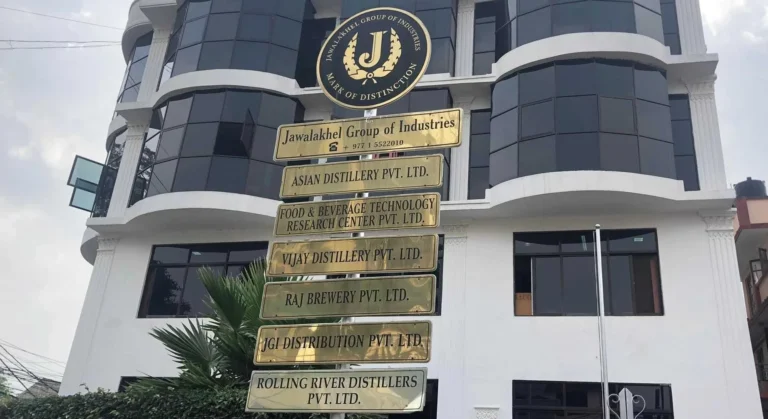 JAWALAKHEL GROUP OF INDUSTRIES
J
MARK OF DISTINCTION
Jawalakhel Group of Industries
☎ + 977 1 5522010
ASIAN DISTILLERY PVT. LTD.
FOOD & BEVERAGE TECHNOLOGY
RESEARCH CENTER PVT. LTD.
VIJAY DISTILLERY PVT. LTD.
RAJ BREWERY PVT. LTD.
JGI DISTRIBUTION PVT. LTD.
ROLLING RIVER DISTILLERS
PVT. LTD.